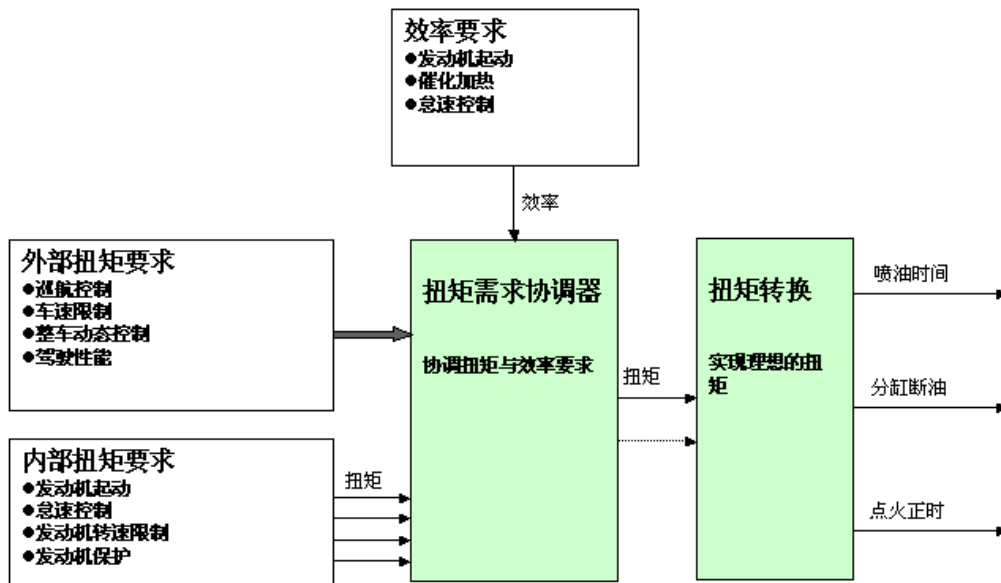 效率要求
●发动机起动
●催化加热
●怠速控制
效率
外部扭矩要求
●巡航控制
●车速限制
●整车动态控制
●驾驶性能
内部扭矩要求
●发动机起动
●怠速控制
●发动机转速限制
●发动机保护
扭矩
扭矩需求协调器
协调扭矩与效率要求
扭矩
扭矩转换
实现理想的扭
矩
喷油时间
分缸断油
点火正时